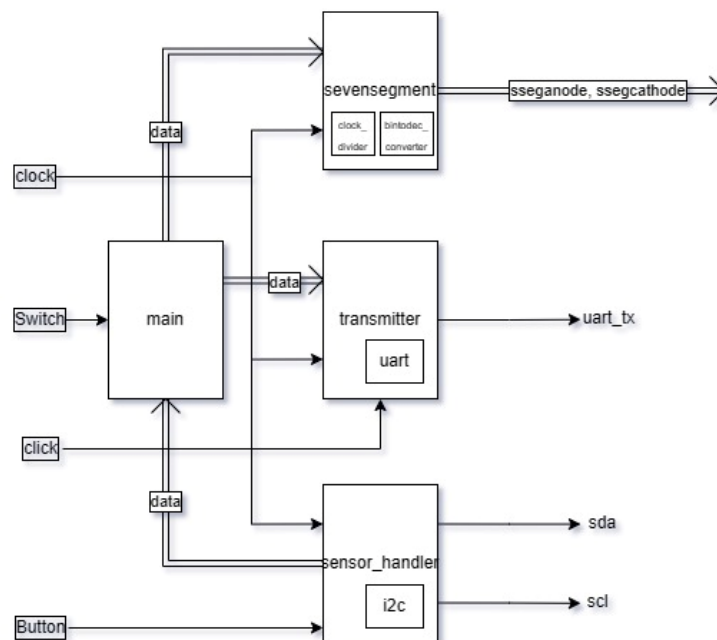 sevensegment
sseganode, ssegcathode
clock_
divider
bintodec_
converter
data
clock
data
Switch
main
transmitter
uart_tx
uart
click
data
sda
sensor_handler
i2c
scl
Button